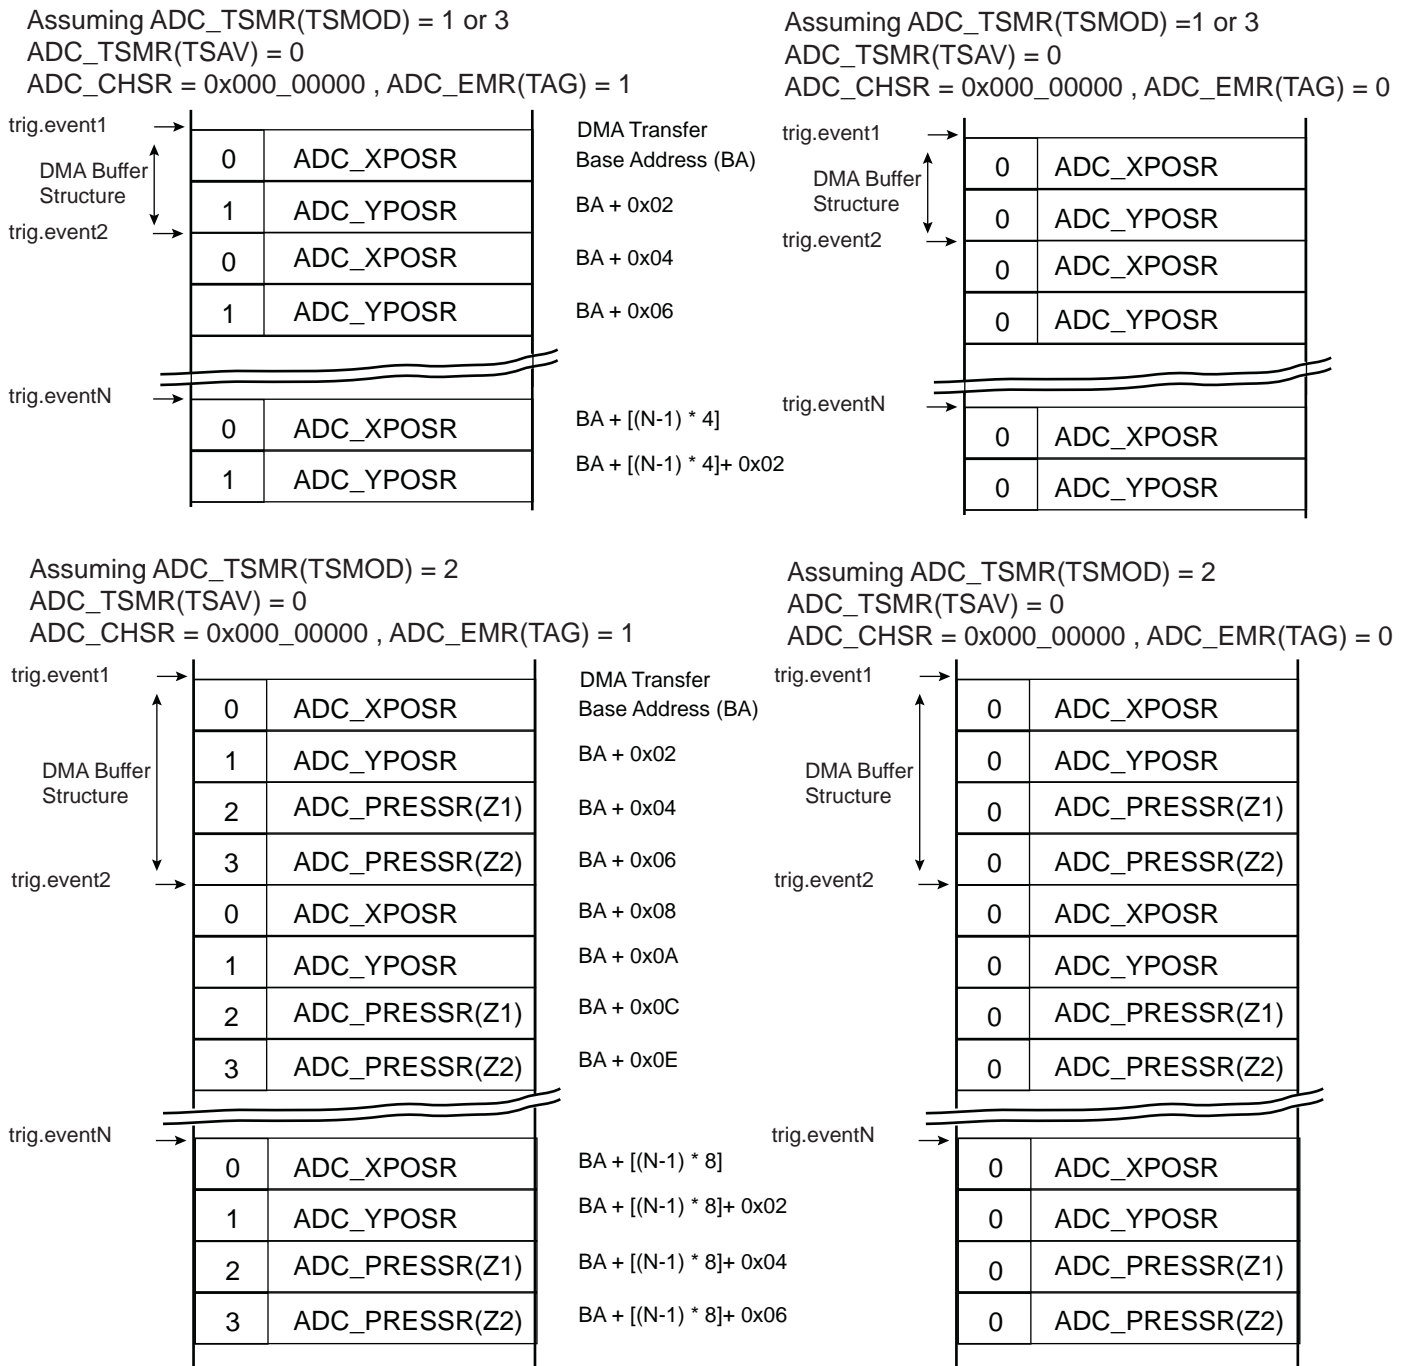 Assuming ADC_TSMR(TSMOD) = 1 or 3
ADC_TSMR(TSAV) = 0
ADC_CHSR = 0x000_00000 , ADC_EMR(TAG) = 1
trig.event1
DMA Buffer
Structure
trig.event2
0 ADC_XPOSR
1 ADC_YPOSR
0 ADC_XPOSR
1 ADC_YPOSR
trig.eventN
0 ADC_XPOSR
1 ADC_YPOSR
DMA Transfer
Base Address (BA)
BA + 0x02
BA + 0x04
BA + 0x06
BA + [(N-1) * 4]
BA + [(N-1) * 4]+ 0x02
Assuming ADC_TSMR(TSMOD) =1 or 3
ADC_TSMR(TSAV) = 0
ADC_CHSR = 0x000_00000 , ADC_EMR(TAG) = 0
trig.event1
DMA Buffer
Structure
trig.event2
0 ADC_XPOSR
0 ADC_YPOSR
0 ADC_XPOSR
0 ADC_YPOSR
trig.eventN
0 ADC_XPOSR
0 ADC_YPOSR
Assuming ADC_TSMR(TSMOD) = 2
ADC_TSMR(TSAV) = 0
ADC_CHSR = 0x000_00000 , ADC_EMR(TAG) = 1
trig.event1
DMA Buffer
Structure
trig.event2
0 ADC_XPOSR
1 ADC_YPOSR
2 ADC_PRESSR(Z1)
3 ADC_PRESSR(Z2)
0 ADC_XPOSR
1 ADC_YPOSR
2 ADC_PRESSR(Z1)
3 ADC_PRESSR(Z2)
trig.eventN
0 ADC_XPOSR
1 ADC_YPOSR
2 ADC_PRESSR(Z1)
3 ADC_PRESSR(Z2)
DMA Transfer
Base Address (BA)
BA + 0x02
BA + 0x04
BA + 0x06
BA + 0x08
BA + 0x0A
BA + 0x0C
BA + 0x0E
BA + [(N-1) * 8]
BA + [(N-1) * 8]+ 0x02
BA + [(N-1) * 8]+ 0x04
BA + [(N-1) * 8]+ 0x06
Assuming ADC_TSMR(TSMOD) = 2
ADC_TSMR(TSAV) = 0
ADC_CHSR = 0x000_00000 , ADC_EMR(TAG) = 0
trig.event1
DMA Buffer
Structure
trig.event2
0 ADC_XPOSR
0 ADC_YPOSR
0 ADC_PRESSR(Z1)
0 ADC_PRESSR(Z2)
0 ADC_XPOSR
0 ADC_YPOSR
0 ADC_PRESSR(Z1)
0 ADC_PRESSR(Z2)
trig.eventN
0 ADC_XPOSR
0 ADC_YPOSR
0 ADC_PRESSR(Z1)
0 ADC_PRESSR(Z2)